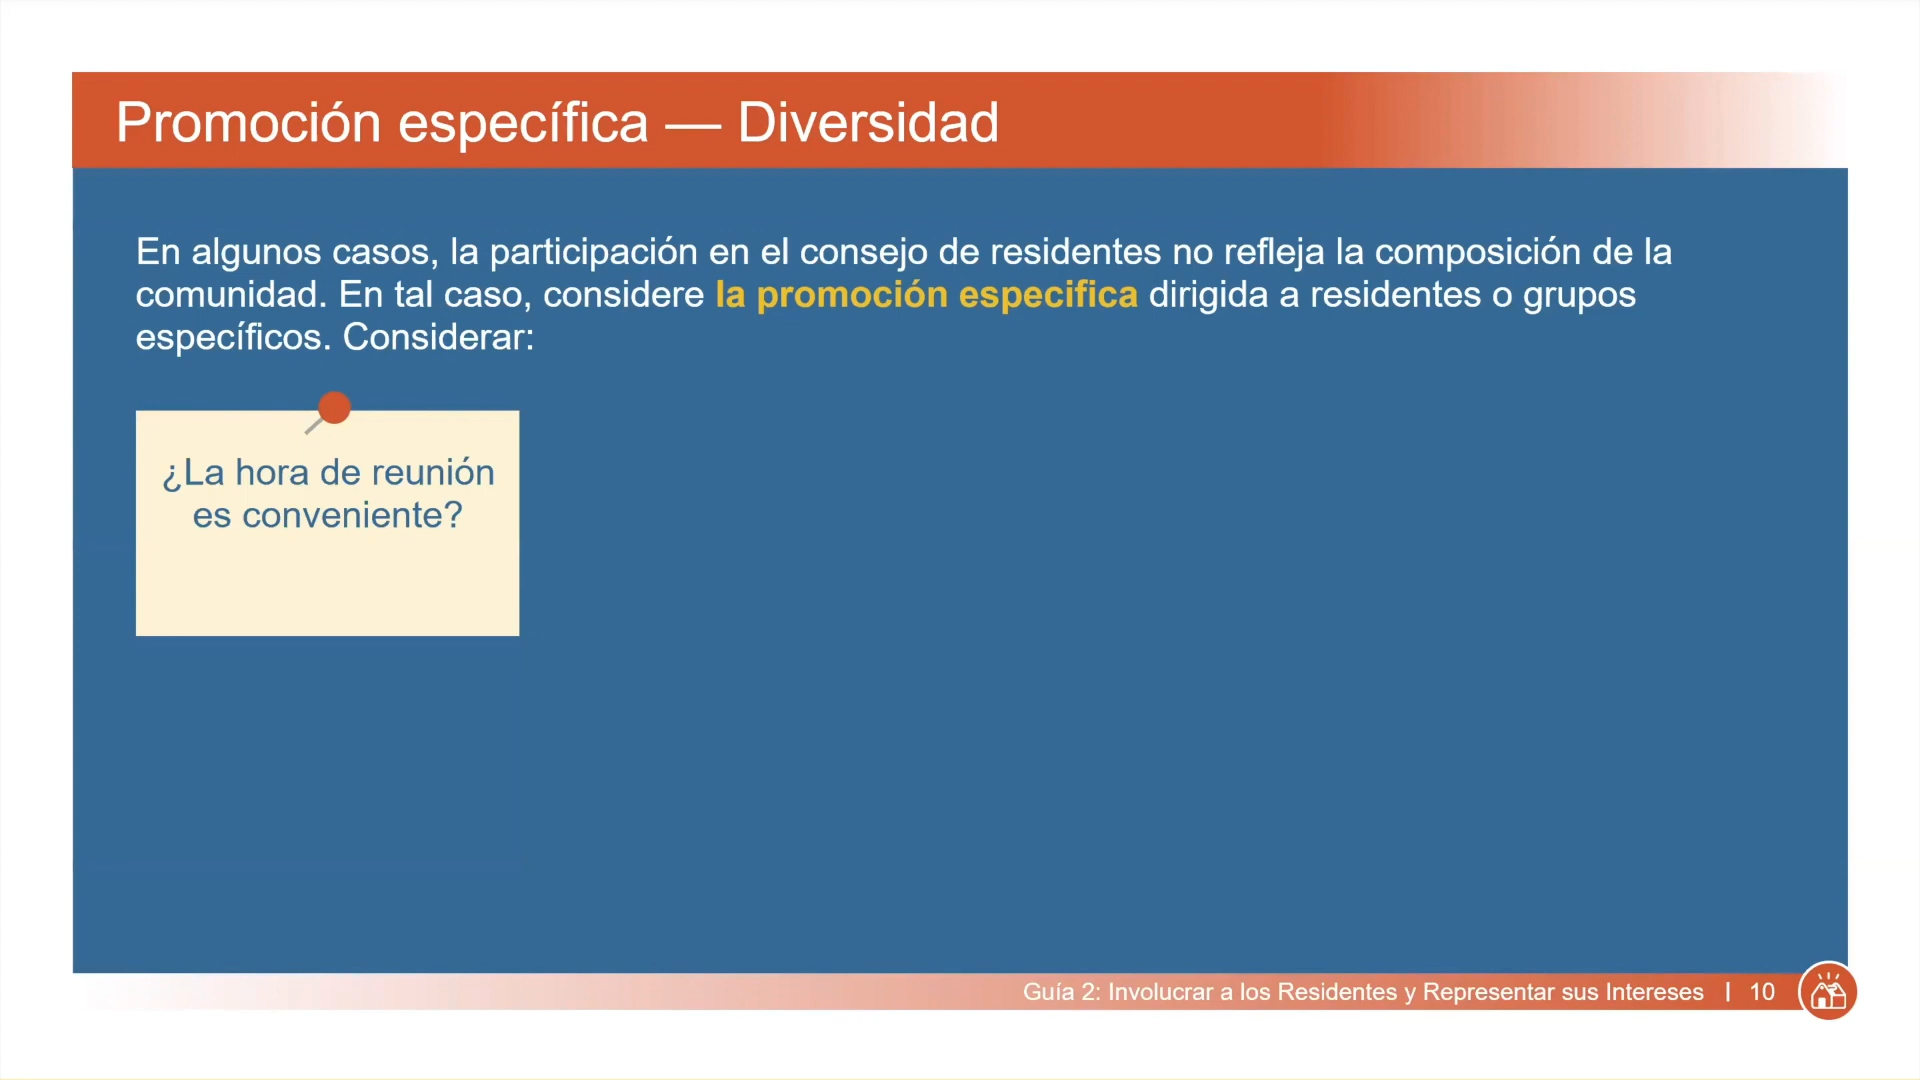 Promoción específica — Diversidad
En algunos casos, la participación en el consejo de residentes no refleja la composición de la
comunidad. En tal caso, considere la promoción especifica dirigida a residentes o grupos
específicos. Considerar:
¿La hora de reunión
es conveniente?
Guía 2: Involucrar a los Residentes y Representar sus Intereses | 10